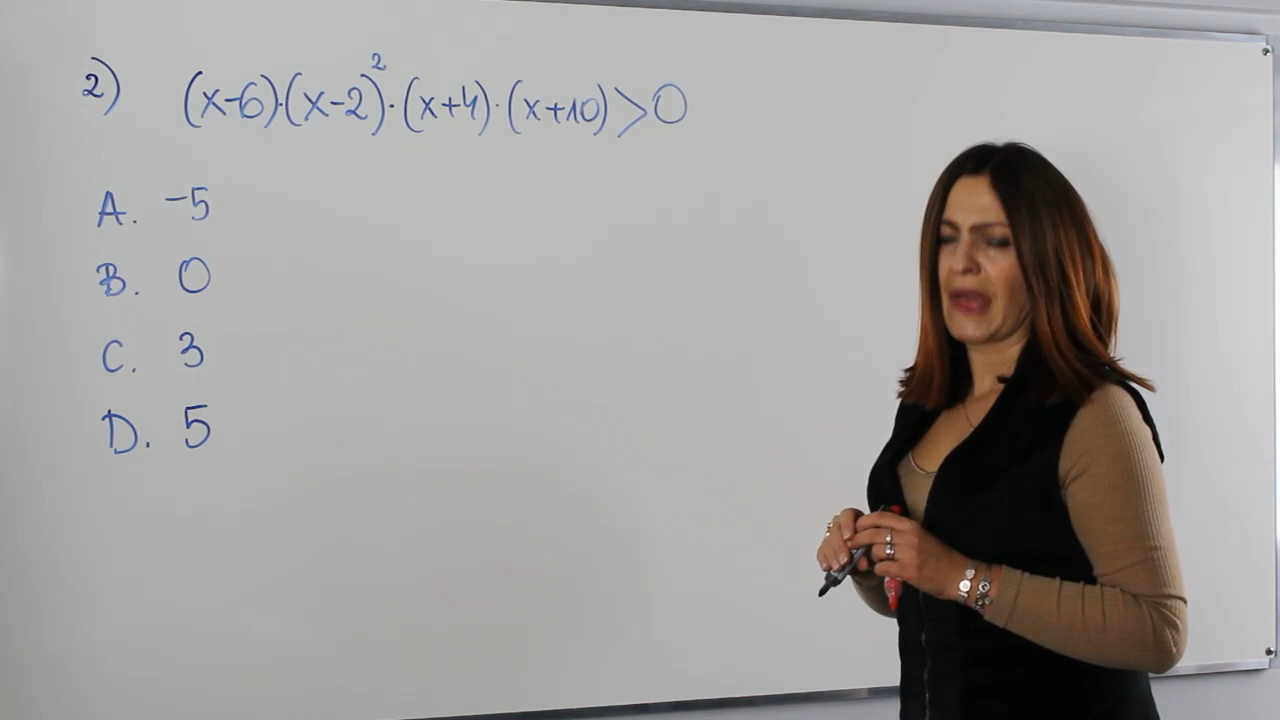 2) (x-6)·(x-2)²·(x+4)·(x+10)>0
A. -5
B. 0
C. 3
D. 5